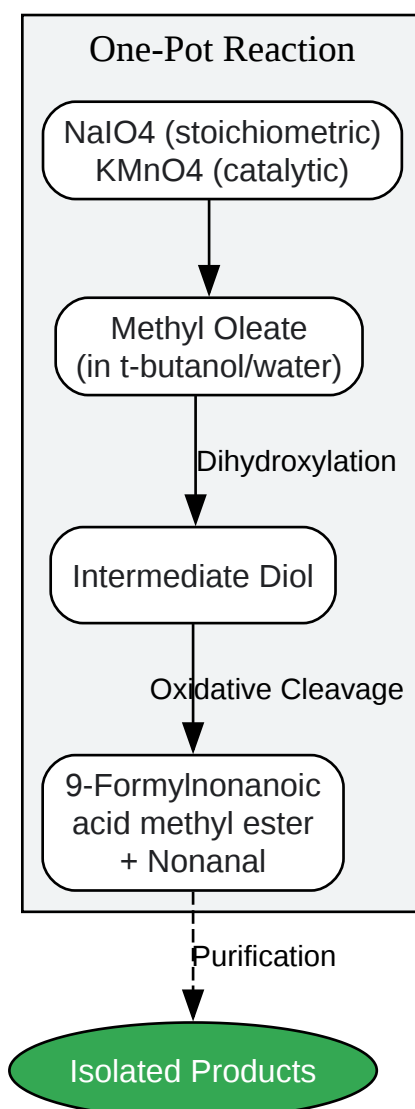 One-Pot Reaction
NaIO4 (stoichiometric)
KMnO4 (catalytic)
Methyl Oleate
(in t-butanol/water)
Dihydroxylation
Intermediate Diol
Oxidative Cleavage
9-Formylnonanoic
acid methyl ester
+ Nonanal
Purification
Isolated Products